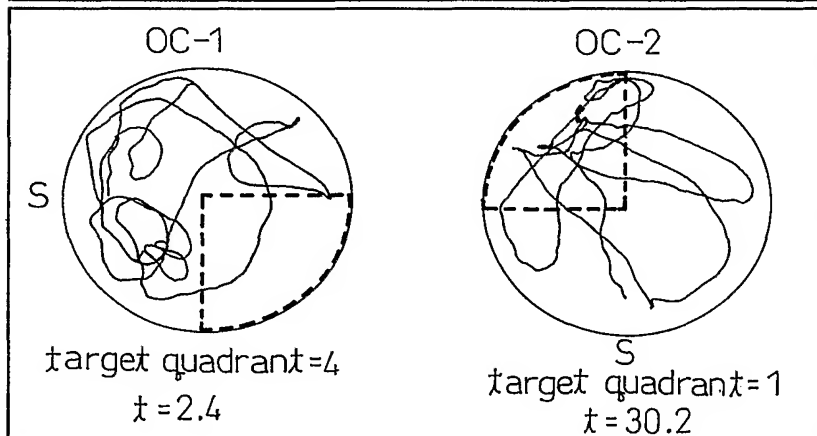 OC-1
OC-2
S
S
target quadrant=4
t=2.4
target quadrant=1
t=30.2